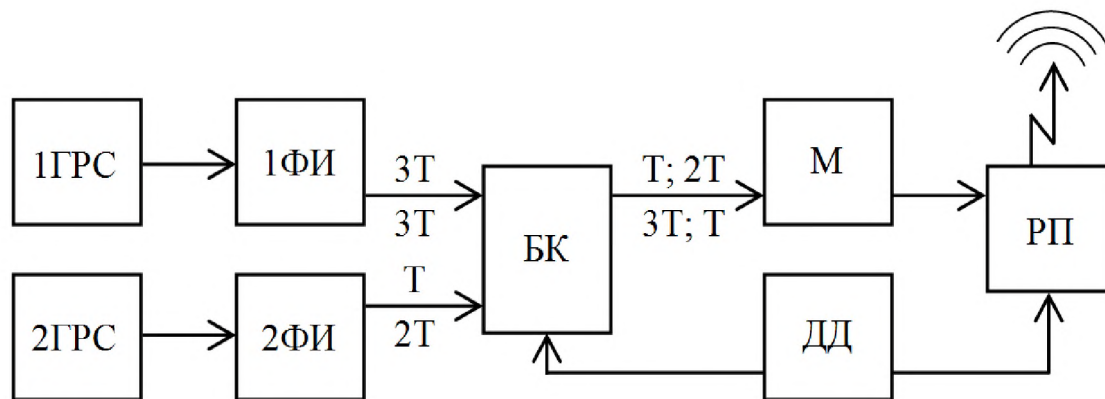 1ГРС
1ФИ
3Т
3Т
БК
Т; 2Т
3Т; Т
М
РП
2ГРС
2ФИ
Т
2Т
ДД